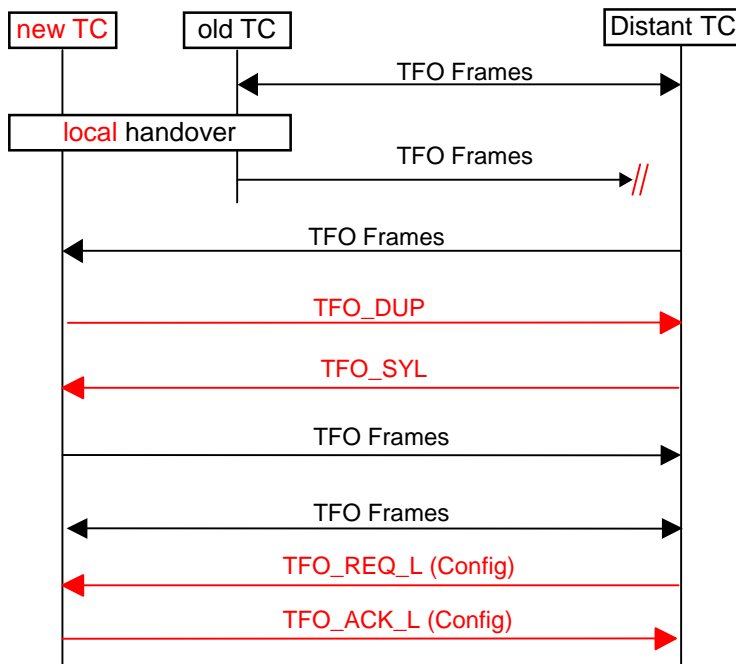 new TC
old TC
Distant TC
TFO Frames
local handover
TFO Frames
TFO Frames
TFO_DUP
TFO_SYL
TFO Frames
TFO Frames
TFO_REQ_L (Config)
TFO_ACK_L (Config)